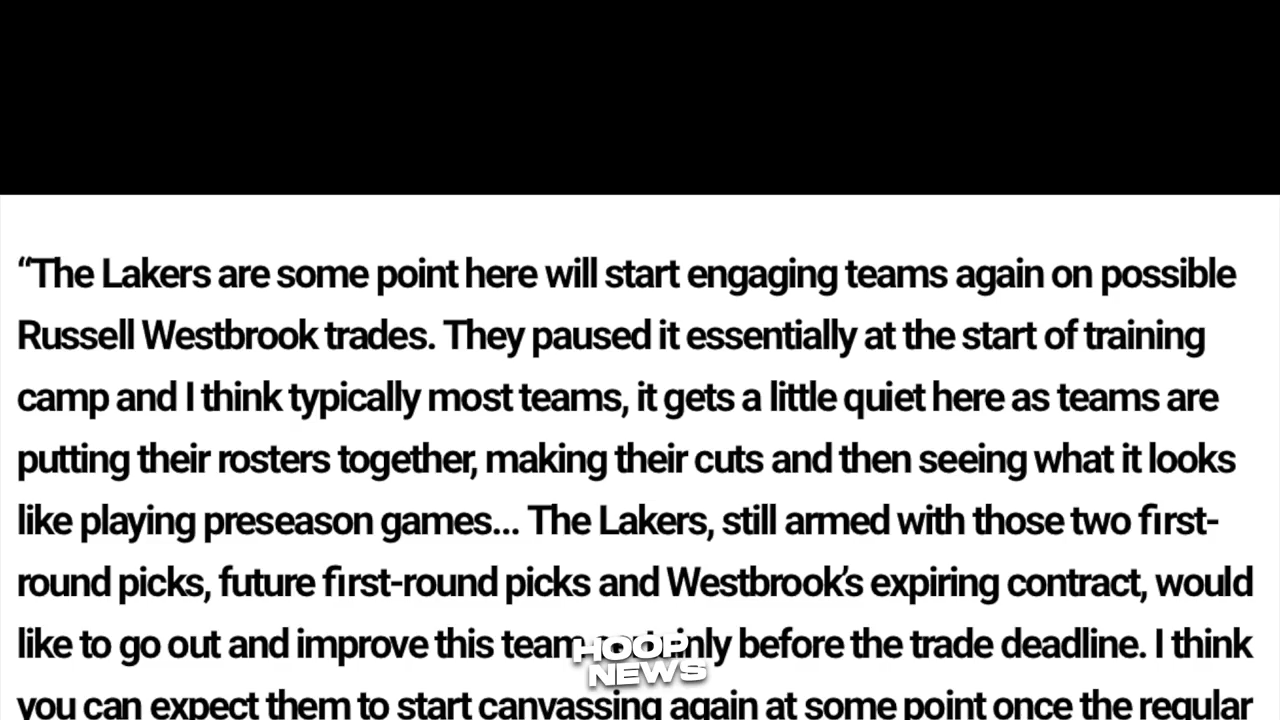 “The Lakers are some point here will start engaging teams again on possible
Russell Westbrook trades. They paused it essentially at the start of training
camp and I think typically most teams, it gets a little quiet here as teams are
putting their rosters together, making their cuts and then seeing what it looks
like playing preseason games... The Lakers, still armed with those two first-
round picks, future first-round picks and Westbrook’s expiring contract, would
like to go out and improve this team before the trade deadline. I think
HOOP
NEWS
you can expect them to start canvassing again at some point once the regular